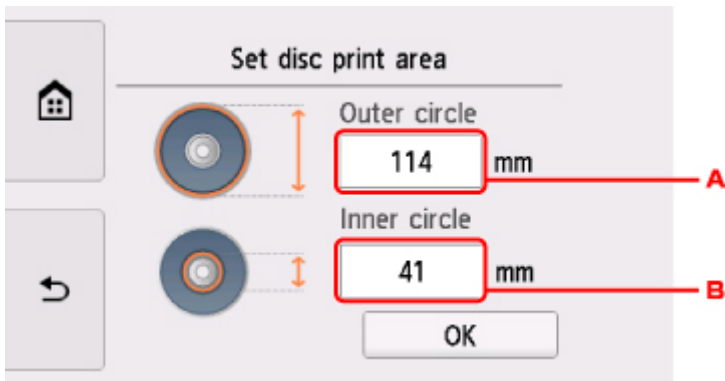 Set disc print area
Outer circle
114 mm
A
Inner circle
41 mm
B
OK